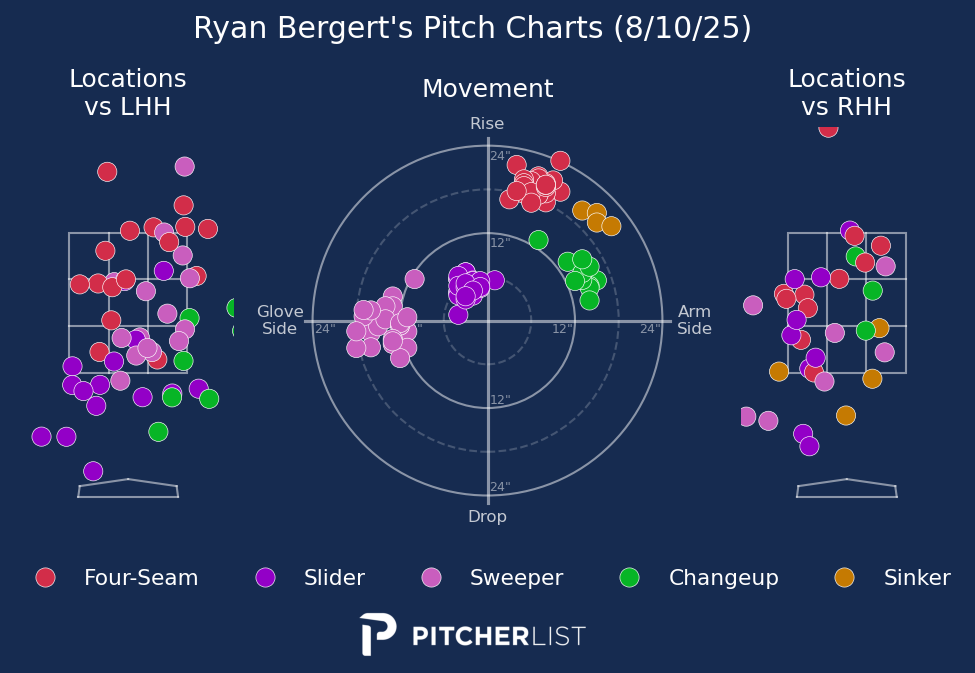 Ryan Bergert's Pitch Charts (8/10/25)
Locations
vs LHH
Movement
Locations
vs RHH
Rise
24"
12"
Glove
Side
24"
12"
24"
Arm
Side
12"
24"
Drop
Four-Seam
Slider
Sweeper
Changeup
Sinker
PITCHERLIST